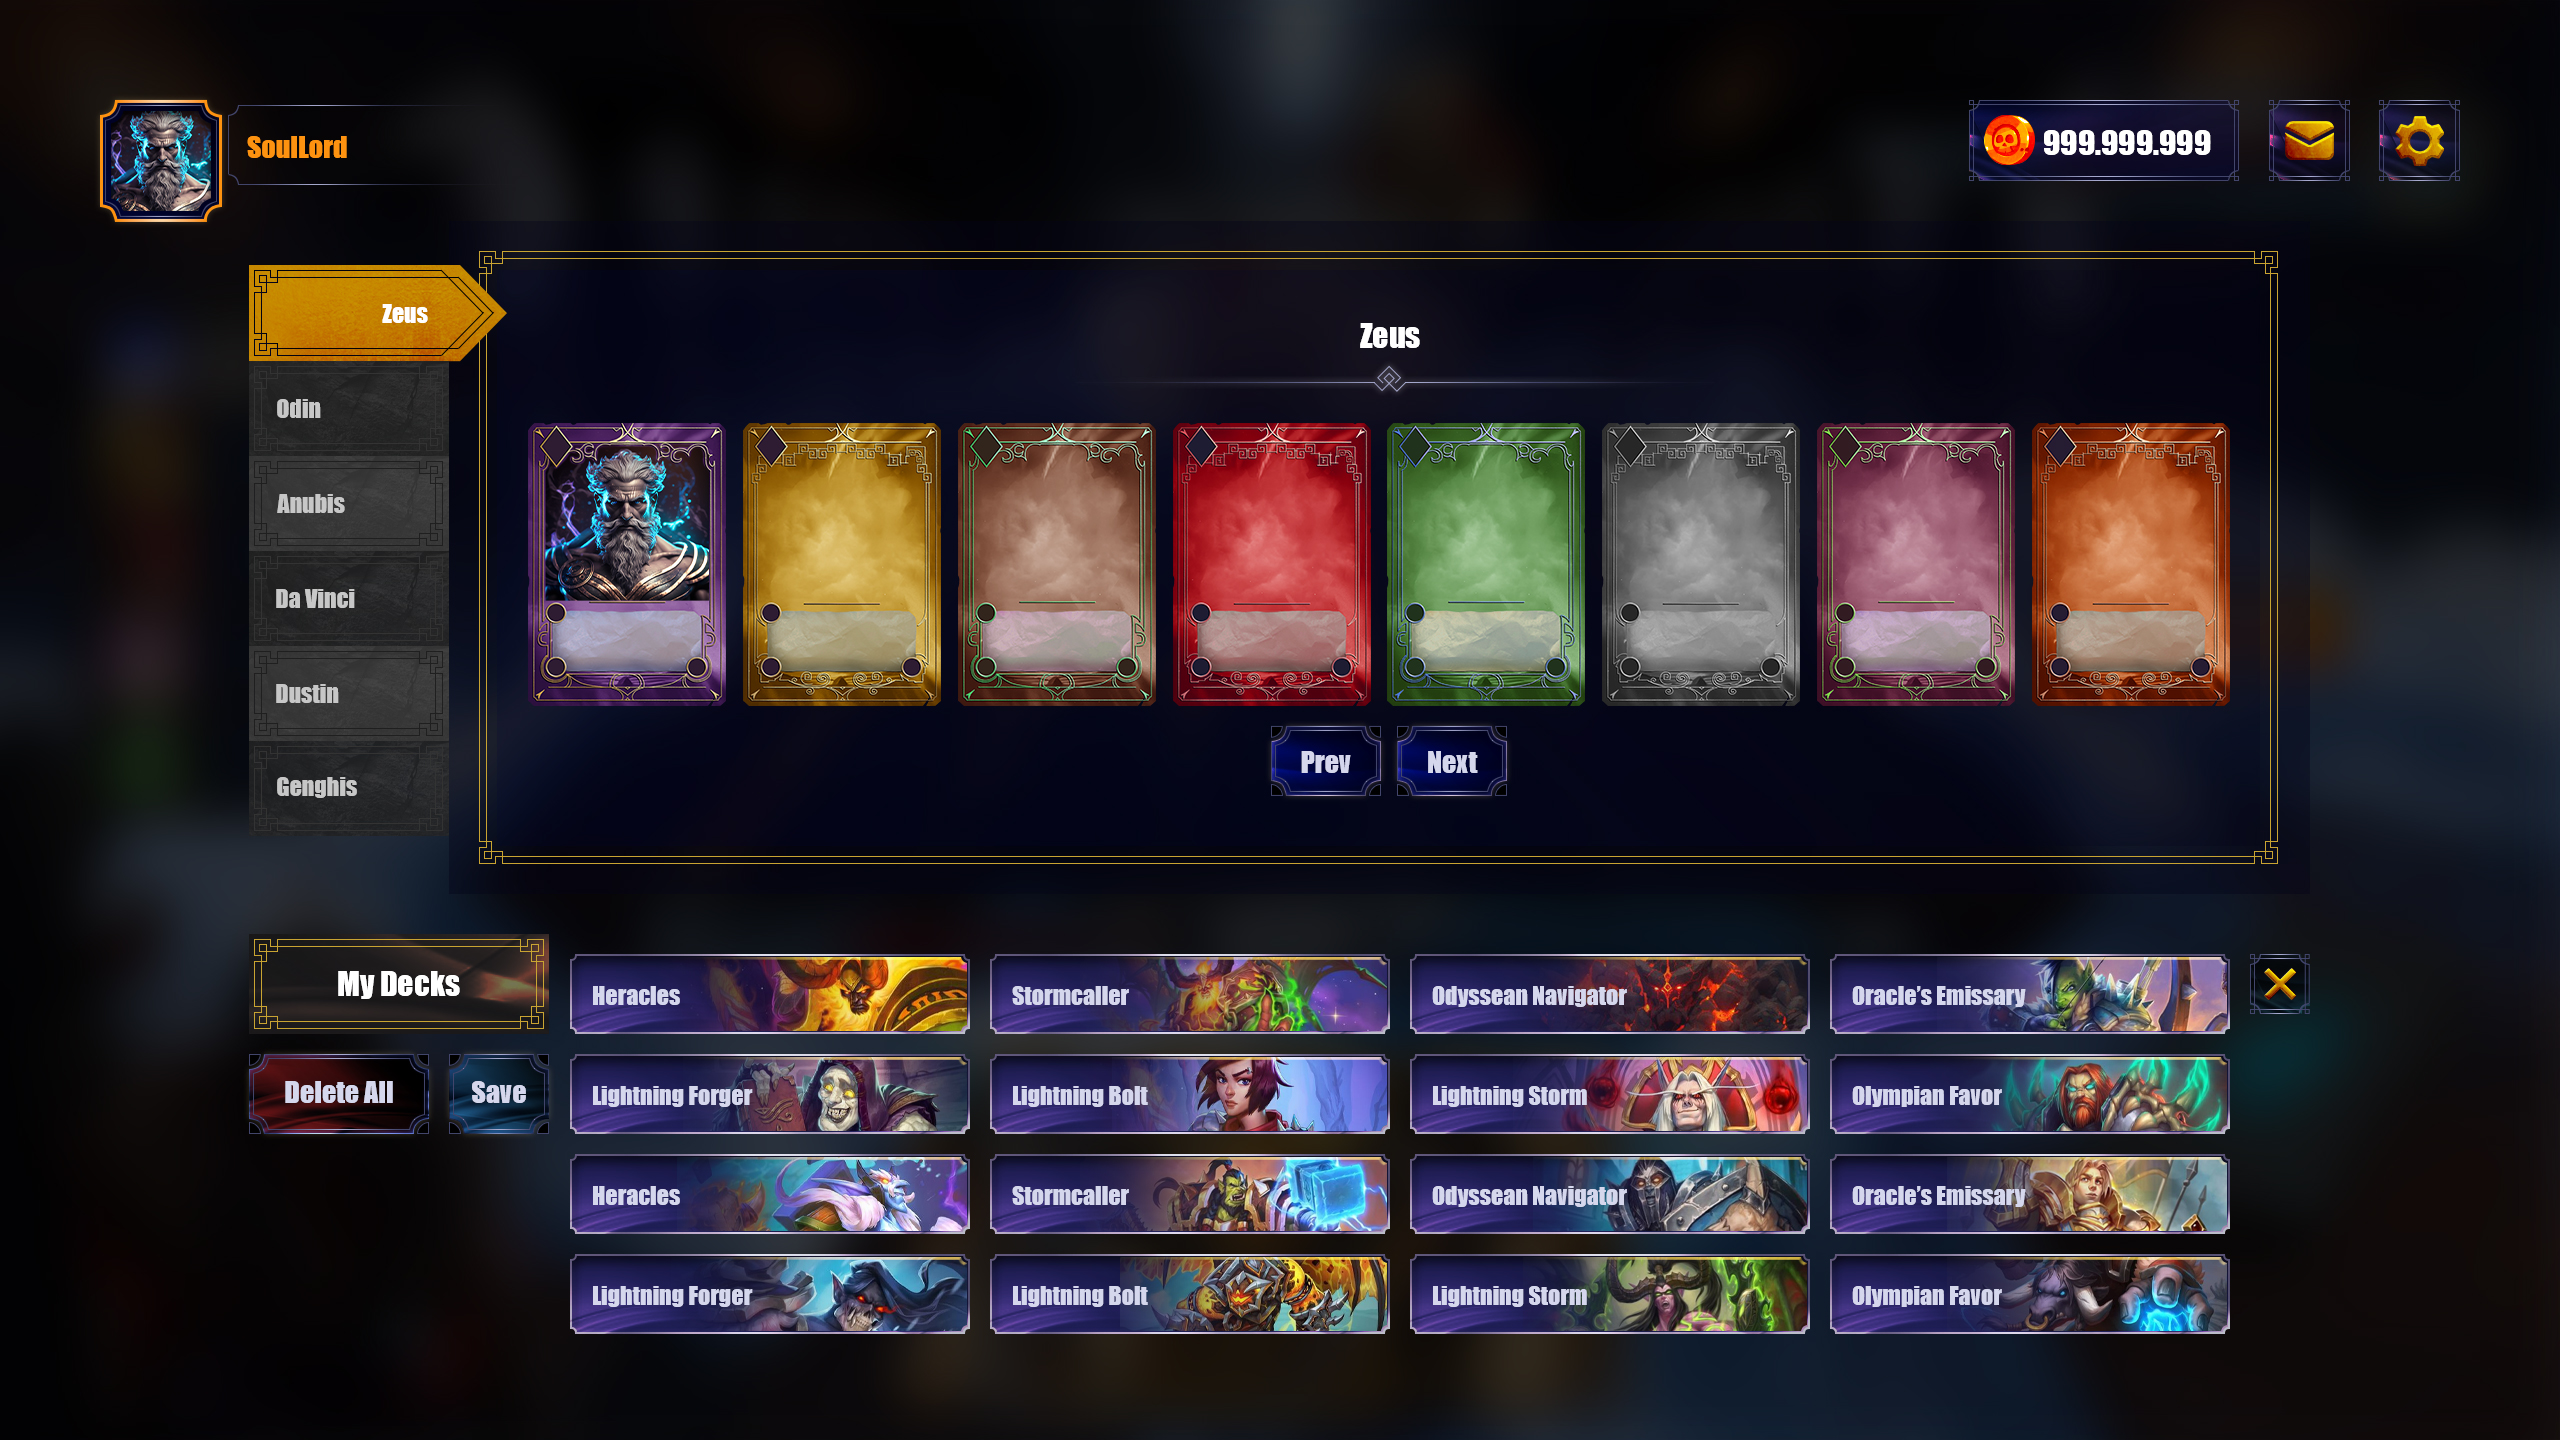 SoulLord
999.999.999
Zeus
Odin
Anubis
Da Vinci
Dustin
Genghis
Zeus
Prev
Next
My Decks
Delete All
Save
Heracles
Stormcaller
Odyssean Navigator
Oracle's Emissary
Lightning Forger
Lightning Bolt
Lightning Storm
Olympian Favor
Heracles
Stormcaller
Odyssean Navigator
Oracle's Emissary
Lightning Forger
Lightning Bolt
Lightning Storm
Olympian Favor